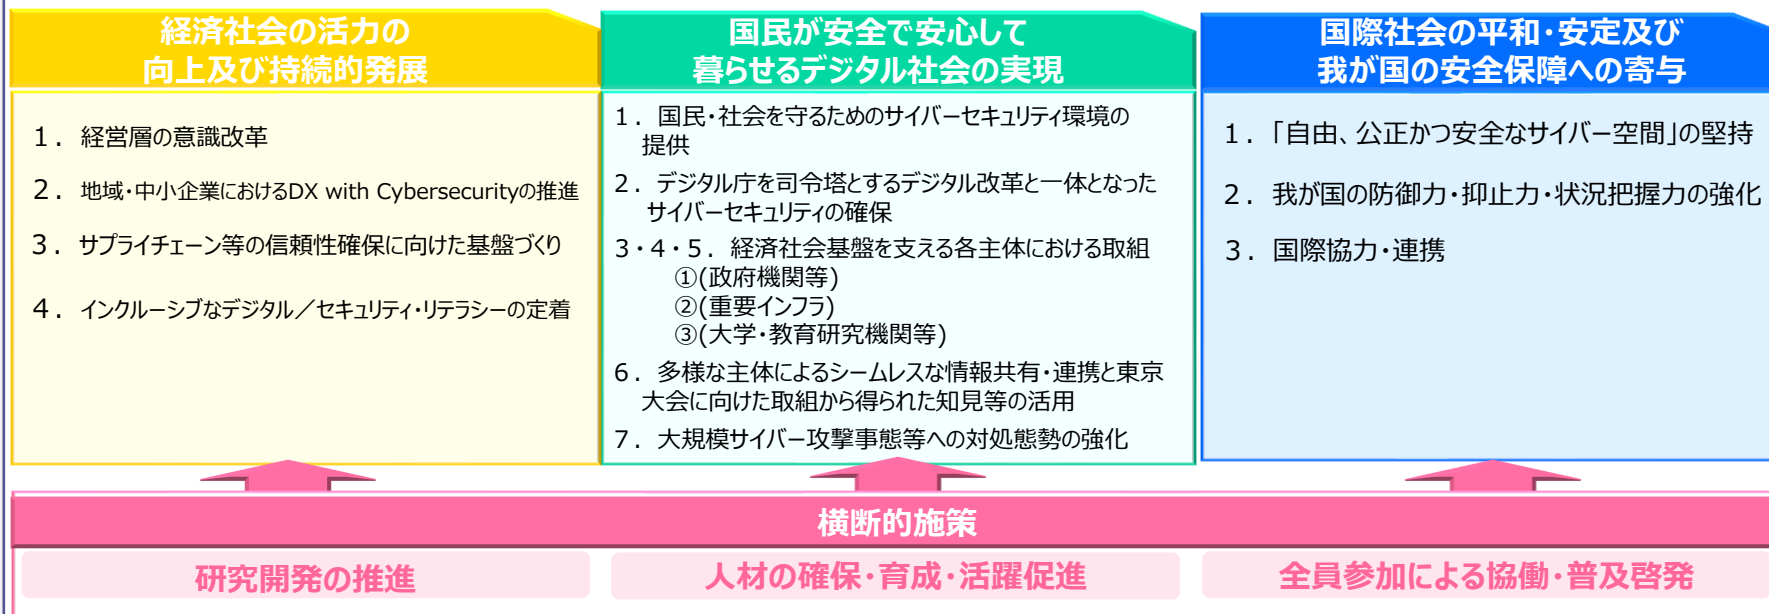 経済社会の活力の
向上及び持続的発展
1. 経営層の意識改革
2. 地域・中小企業におけるDX with Cybersecurityの推進
3. サプライチェーン等の信頼性確保に向けた基盤づくり
4. インクルーシブなデジタル／セキュリティ・リテラシーの定着
国民が安全で安心して
暮らせるデジタル社会の実現
1. 国民・社会を守るためのサイバーセキュリティ環境の
提供
2. デジタル庁を司令塔とするデジタル改革と一体となった
サイバーセキュリティの確保
3・4・5. 経済社会基盤を支える各主体における取組
①(政府機関等)
②(重要インフラ)
③(大学・教育研究機関等)
6. 多様な主体によるシームレスな情報共有・連携と東京
大会に向けた取組から得られた知見等の活用
7. 大規模サイバー攻撃事態等への対処態勢の強化
国際社会の平和・安定及び
我が国の安全保障への寄与
1. 「自由、公正かつ安全なサイバー空間」の堅持
2. 我が国の防御力・抑止力・状況把握力の強化
3. 国際協力・連携
横断的施策
研究開発の推進
人材の確保・育成・活躍促進
全員参加による協働・普及啓発